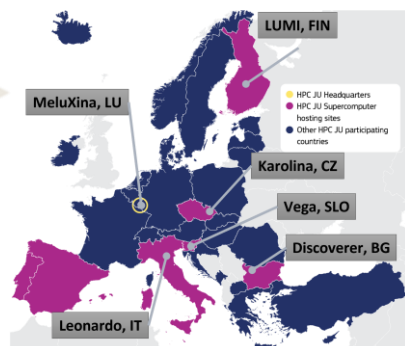 LUMI, FIN
HPC JU Headquarters
HPC JU Supercomputer
hosting sites
Other HPC JU participating
countries
MeluXina, LU
Karolina, CZ
Vega, SLO
Discoverer, BG
Leonardo, IT